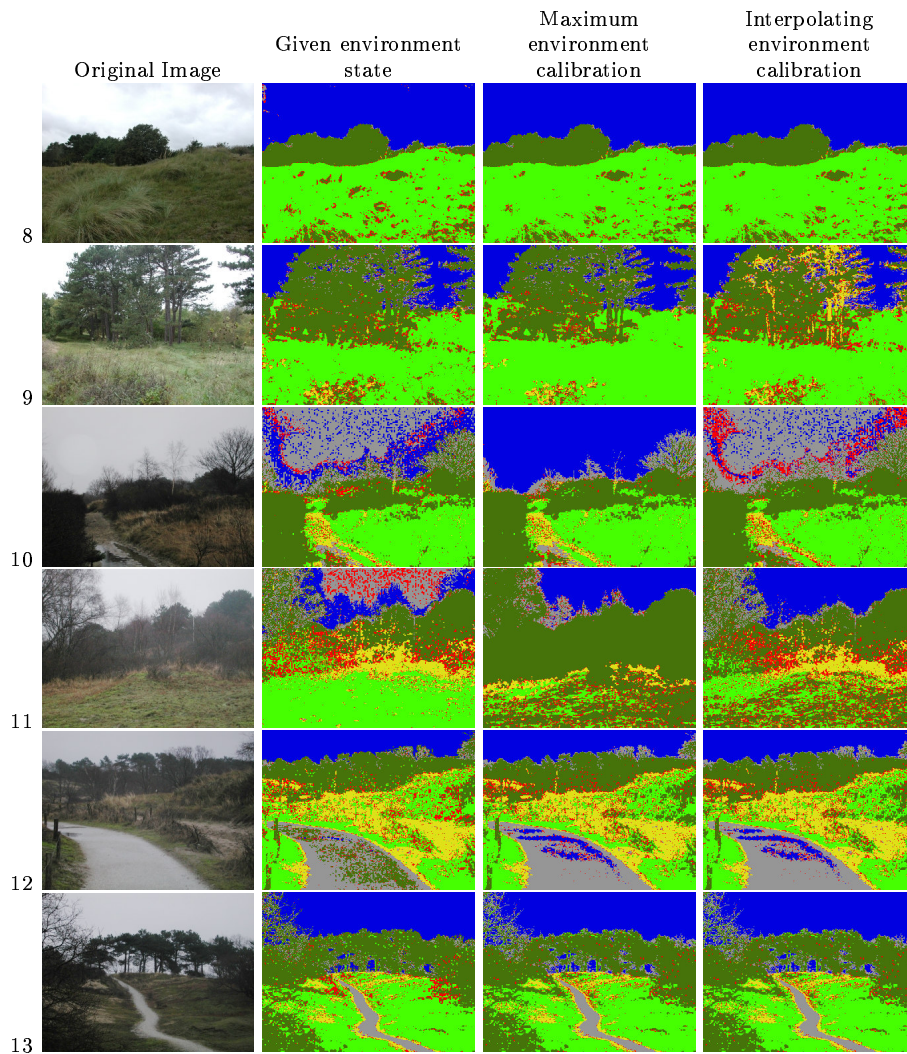 Original Image
Given environment
state
Maximum
environment
calibration
Interpolating
environment
calibration
8
9
10
11
12
13